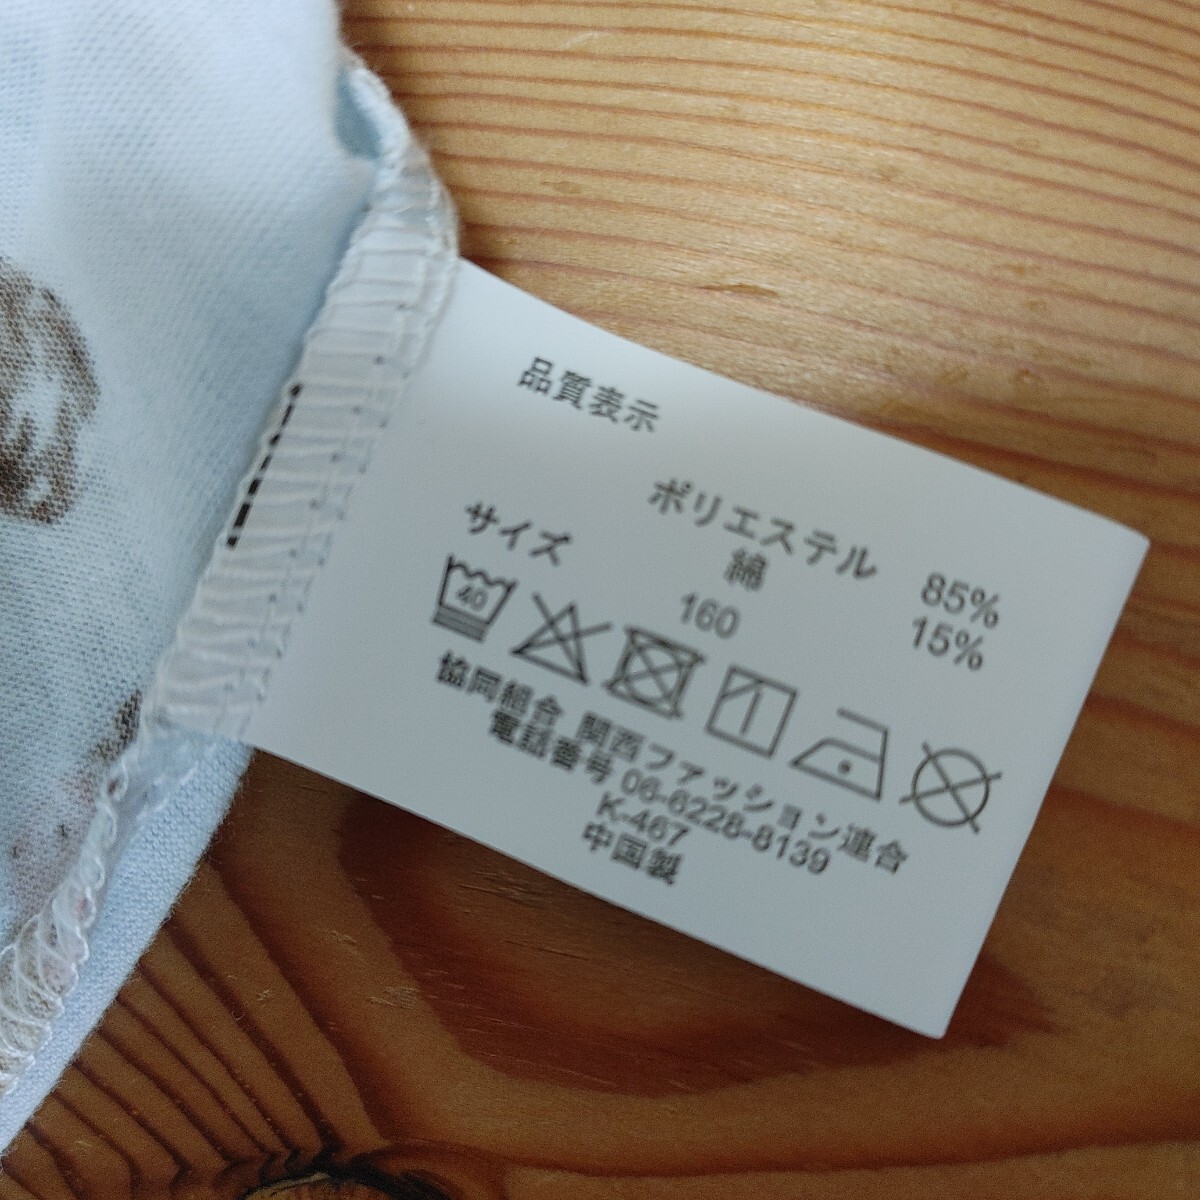 品質表示
ポリエステル 85%
綿 15%
サイズ 160
40
協同組合 関西ファッション連合
電話番号 06-6228-8139
K-467
中国製